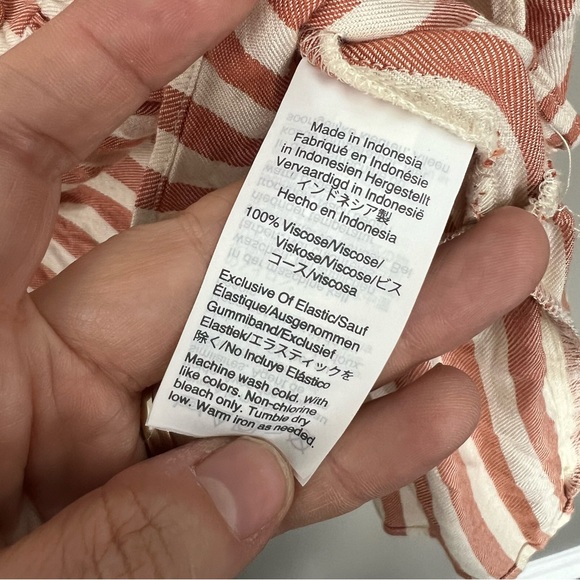 Made in Indonesia
Fabriqué en Indonésie
in Indonesien Hergestellt
Vervaardigd in Indonesië
インドネシア製
Hecho en Indonesia
100% Viscose/Viscose/
Viskose/Viscose/ビス
コース/viscosa
Exclusive Of Elastic/Sauf
Élastique/Ausgenommen
Gummiband/Exclusief
Elastiek/エラスティックを
除く/No Incluye Elástico
Machine wash cold. With
like colors. Non-chlorine
bleach only. Tumble dry
low. Warm iron as needed.